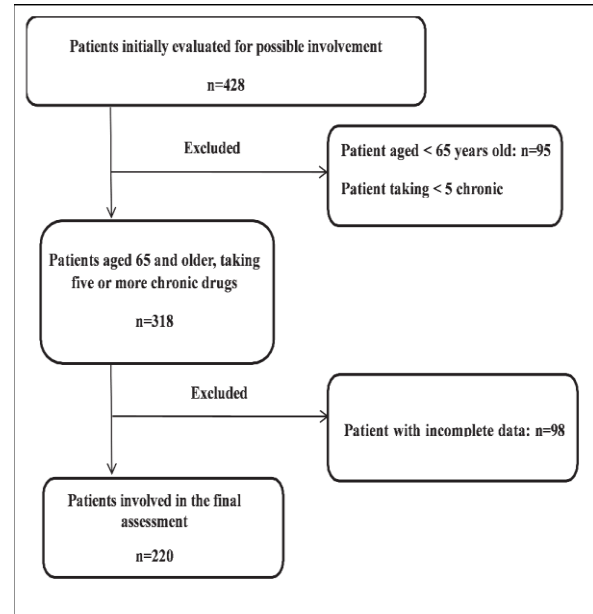 Patients initially evaluated for possible involvement
n=428
Excluded
Patient aged < 65 years old: n=95
Patient taking < 5 chronic
Patients aged 65 and older, taking
five or more chronic drugs
n=318
Excluded
Patient with incomplete data: n=98
Patients involved in the final
assessment
n=220